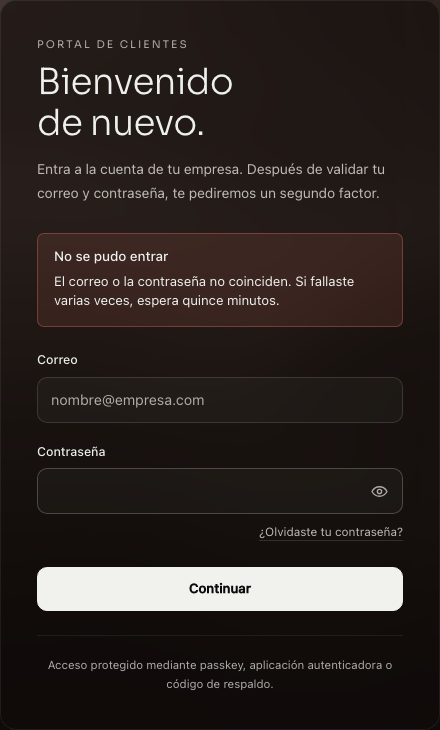 PORTAL DE CLIENTES
Bienvenido
de nuevo.
Entra a la cuenta de tu empresa. Después de validar tu
correo y contraseña, te pediremos un segundo factor.
No se pudo entrar
El correo o la contraseña no coinciden. Si fallaste
varias veces, espera quince minutos.
Correo
nombre@empresa.com
Contraseña
¿Olvidaste tu contraseña?
Continuar
Acceso protegido mediante passkey, aplicación autenticadora o
código de respaldo.